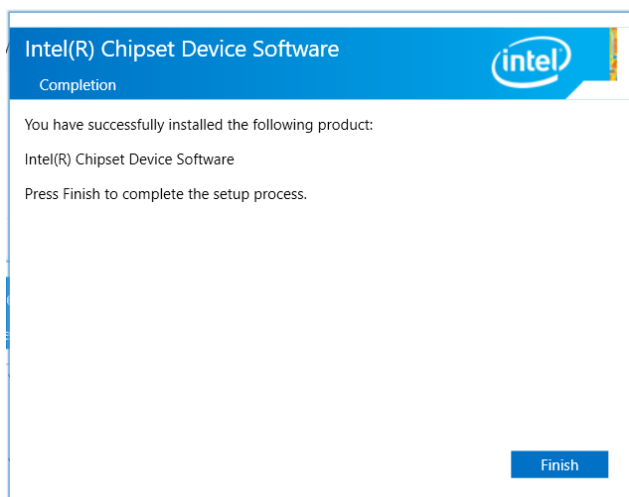 Intel(R) Chipset Device Software
(intel)
Completion
You have successfully installed the following product:
Intel(R) Chipset Device Software
Press Finish to complete the setup process.
Finish